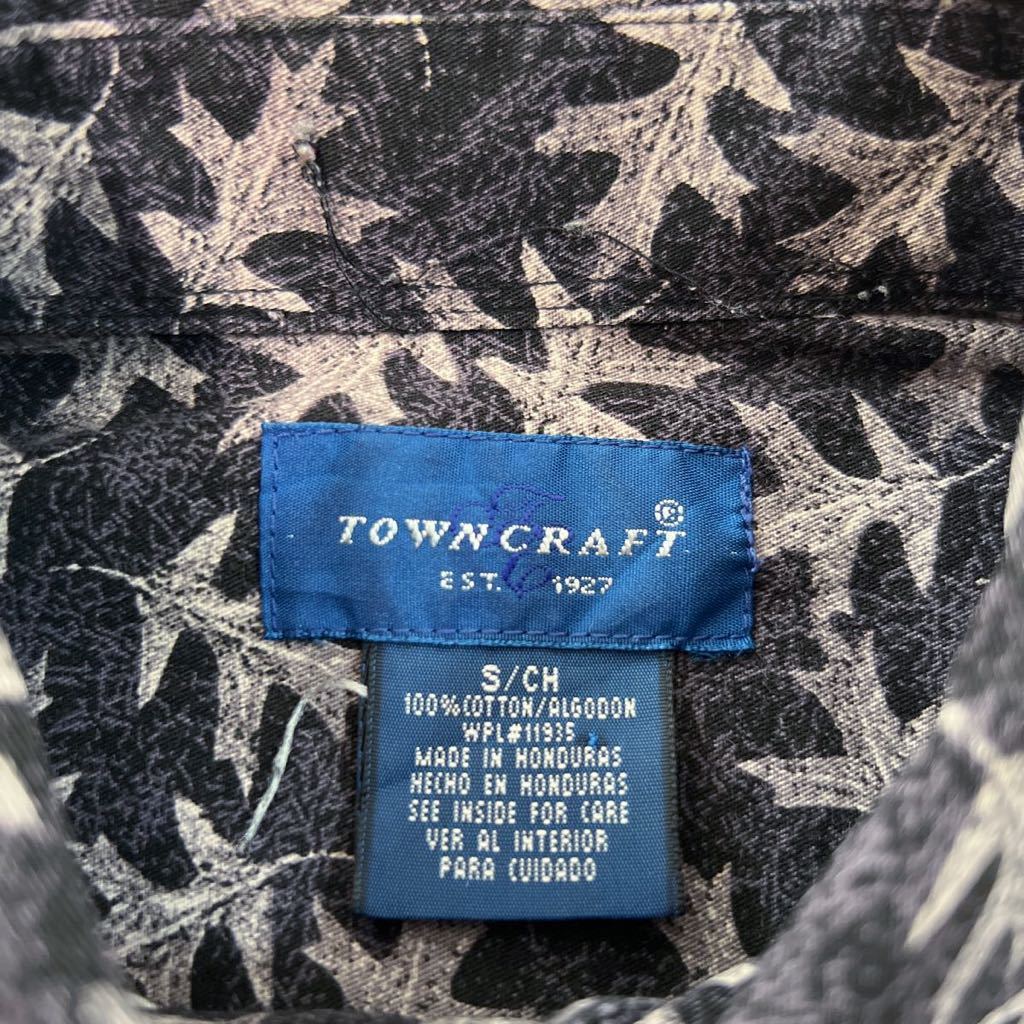 TOWNCRAFT®
EST. 1927
S/CH
100%COTTON/ALGODON
WPL#11935
MADE IN HONDURAS
HECHO EN HONDURAS
SEE INSIDE FOR CARE
VER AL INTERIOR
PARA CUIDADO